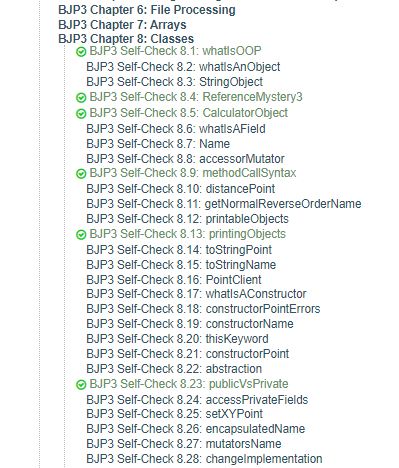 BJP3 Chapter 6: File Processing
BJP3 Chapter 7: Arrays
BJP3 Chapter 8: Classes
BJP3 Self-Check 8.1: whatIsOOP
BJP3 Self-Check 8.2: whatIsAnObject
BJP3 Self-Check 8.3: StringObject
BJP3 Self-Check 8.4: ReferenceMystery3
BJP3 Self-Check 8.5: CalculatorObject
BJP3 Self-Check 8.6: whatIsAField
BJP3 Self-Check 8.7: Name
BJP3 Self-Check 8.8: accessorMutator
BJP3 Self-Check 8.9: methodCallSyntax
BJP3 Self-Check 8.10: distancePoint
BJP3 Self-Check 8.11: getNormalReverseOrderName
BJP3 Self-Check 8.12: printableObjects
BJP3 Self-Check 8.13: printingObjects
BJP3 Self-Check 8.14: toStringPoint
BJP3 Self-Check 8.15: toStringName
BJP3 Self-Check 8.16: PointClient
BJP3 Self-Check 8.17: whatIsAConstructor
BJP3 Self-Check 8.18: constructorPointErrors
BJP3 Self-Check 8.19: constructorName
BJP3 Self-Check 8.20: thisKeyword
BJP3 Self-Check 8.21: constructorPoint
BJP3 Self-Check 8.22: abstraction
BJP3 Self-Check 8.23: publicVsPrivate
BJP3 Self-Check 8.24: accessPrivateFields
BJP3 Self-Check 8.25: setXYPoint
BJP3 Self-Check 8.26: encapsulatedName
BJP3 Self-Check 8.27: mutatorsName
BJP3 Self-Check 8.28: changeImplementation